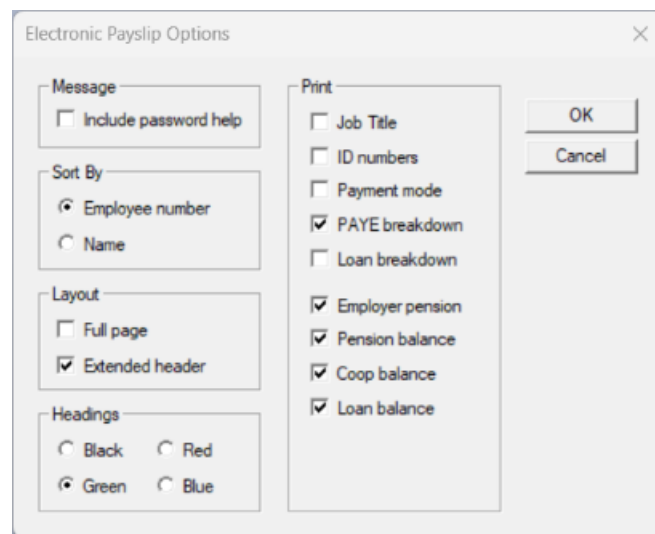 Electronic Payslip Options
Message
Include password help
Sort By
Employee number
Name
Layout
Full page
Extended header
Headings
Black Red
Green Blue
Print
Job Title
ID numbers
Payment mode
PAYE breakdown
Loan breakdown
Employer pension
Pension balance
Coop balance
Loan balance
OK
Cancel